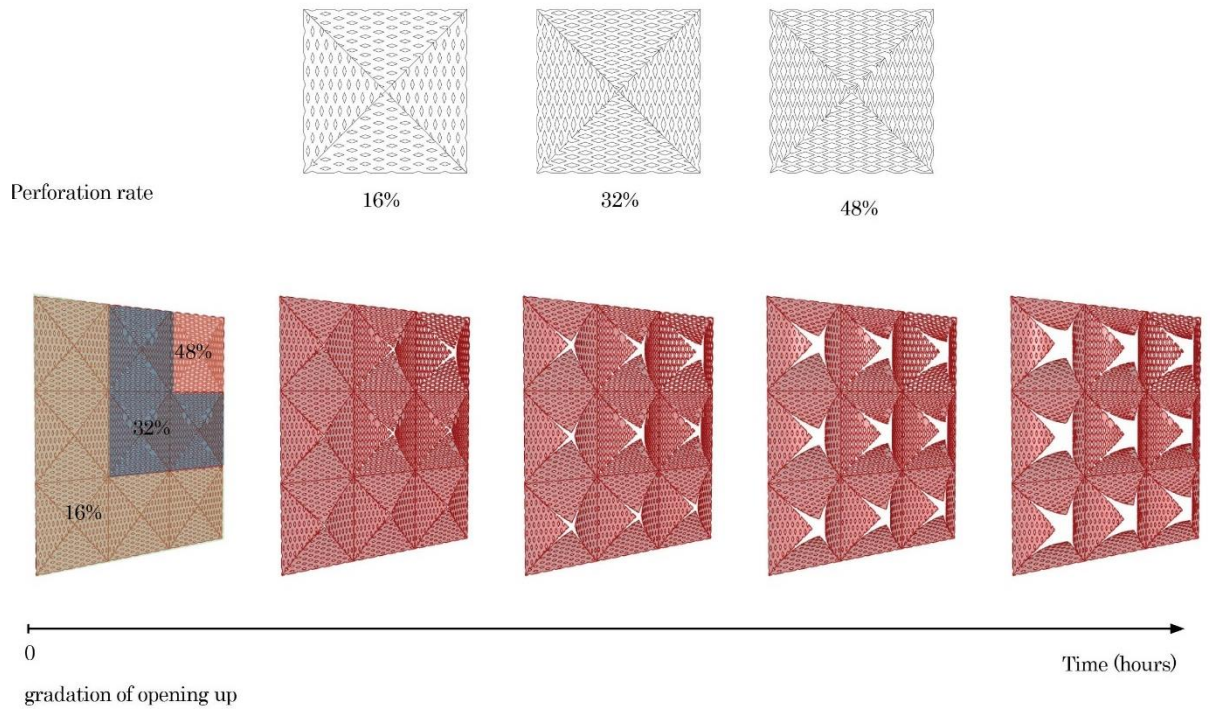 Perforation rate
16%
32%
48%
48%
32%
16%
0
Time (hours)
gradation of opening up